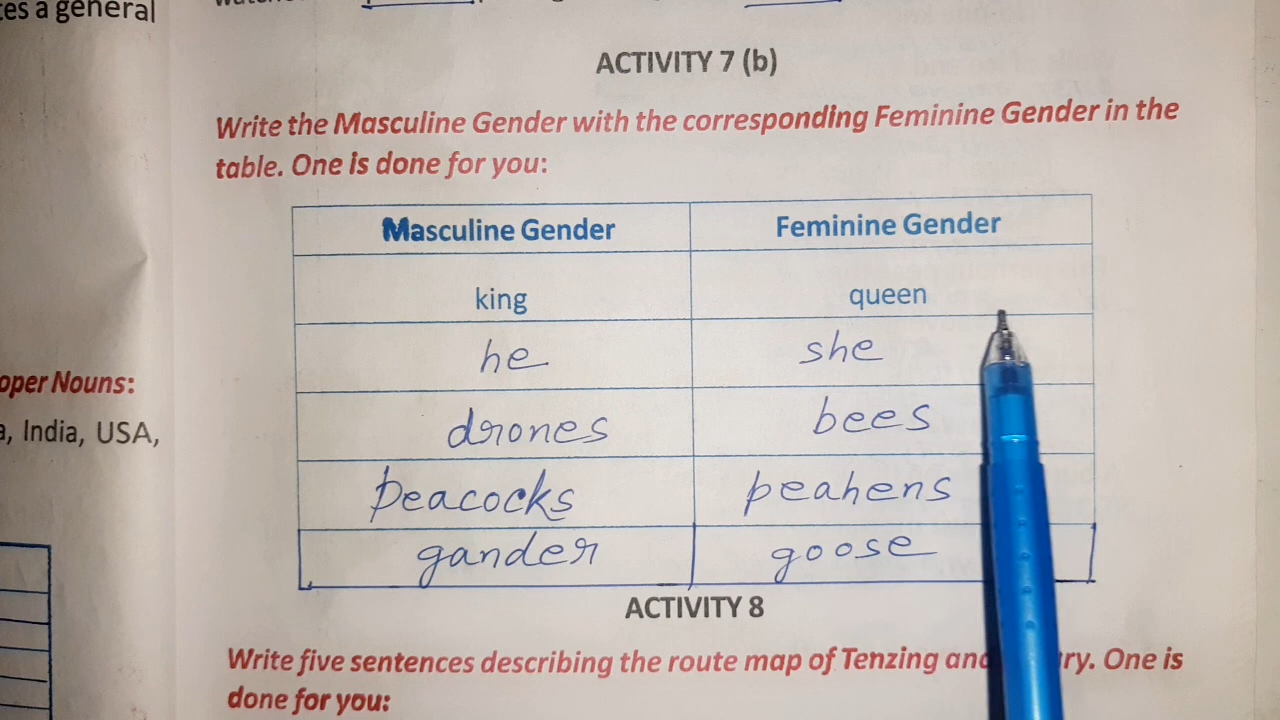 tes a general
ACTIVITY 7 (b)
Write the Masculine Gender with the corresponding Feminine Gender in the
table. One is done for you:
Masculine Gender Feminine Gender
king queen
he she
drones bees
peacocks peahens
gander goose
oper Nouns:
a, India, USA,
ACTIVITY 8
Write five sentences describing the route map of Tenzing and ry. One is
done for you: